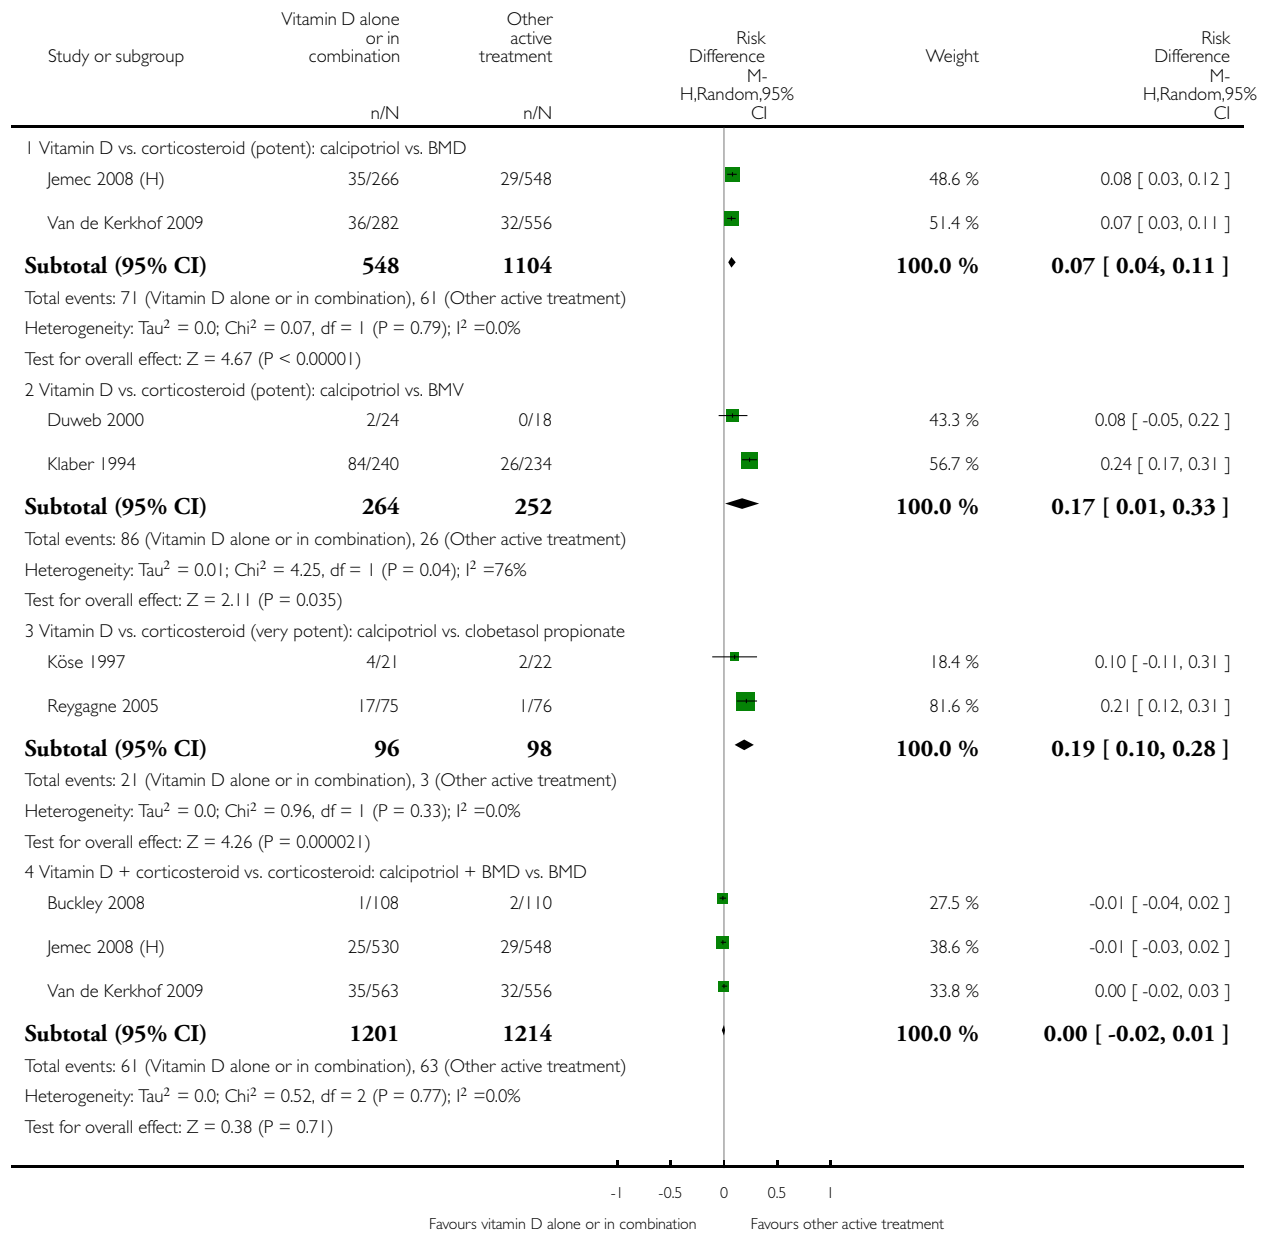 Study or subgroup
Vitamin D alone
or in
combination
Other
active
treatment
Risk
Difference
Weight
Risk
Difference
n/N
n/N
M-
H,Random,95%
CI
M-
H,Random,95%
CI
1 Vitamin D vs. corticosteroid (potent): calcipotriol vs. BMD
Jemec 2008 (H) 35/266 29/548 48.6 % 0.08 [ 0.03, 0.12 ]
Van de Kerkhof 2009 36/282 32/556 51.4 % 0.07 [ 0.03, 0.11 ]
Subtotal (95% CI) 548 1104 100.0 % 0.07 [ 0.04, 0.11 ]
Total events: 71 (Vitamin D alone or in combination), 61 (Other active treatment)
Heterogeneity: Tau² = 0.0; Chi² = 0.07, df = 1 (P = 0.79); I² =0.0%
Test for overall effect: Z = 4.67 (P < 0.00001)
2 Vitamin D vs. corticosteroid (potent): calcipotriol vs. BMV
Duweb 2000 2/24 0/18 43.3 % 0.08 [ -0.05, 0.22 ]
Klaber 1994 84/240 26/234 56.7 % 0.24 [ 0.17, 0.31 ]
Subtotal (95% CI) 264 252 100.0 % 0.17 [ 0.01, 0.33 ]
Total events: 86 (Vitamin D alone or in combination), 26 (Other active treatment)
Heterogeneity: Tau² = 0.01; Chi² = 4.25, df = 1 (P = 0.04); I² =76%
Test for overall effect: Z = 2.11 (P = 0.035)
3 Vitamin D vs. corticosteroid (very potent): calcipotriol vs. clobetasol propionate
Köse 1997 4/21 2/22 18.4 % 0.10 [ -0.11, 0.31 ]
Reygagne 2005 17/75 1/76 81.6 % 0.21 [ 0.12, 0.31 ]
Subtotal (95% CI) 96 98 100.0 % 0.19 [ 0.10, 0.28 ]
Total events: 21 (Vitamin D alone or in combination), 3 (Other active treatment)
Heterogeneity: Tau² = 0.0; Chi² = 0.96, df = 1 (P = 0.33); I² =0.0%
Test for overall effect: Z = 4.26 (P = 0.000021)
4 Vitamin D + corticosteroid vs. corticosteroid: calcipotriol + BMD vs. BMD
Buckley 2008 1/108 2/110 27.5 % -0.01 [ -0.04, 0.02 ]
Jemec 2008 (H) 25/530 29/548 38.6 % -0.01 [ -0.03, 0.02 ]
Van de Kerkhof 2009 35/563 32/556 33.8 % 0.00 [ -0.02, 0.03 ]
Subtotal (95% CI) 1201 1214 100.0 % 0.00 [ -0.02, 0.01 ]
Total events: 61 (Vitamin D alone or in combination), 63 (Other active treatment)
Heterogeneity: Tau² = 0.0; Chi² = 0.52, df = 2 (P = 0.77); I² =0.0%
Test for overall effect: Z = 0.38 (P = 0.71)
-1 -0.5 0 0.5 1
Favours vitamin D alone or in combination Favours other active treatment